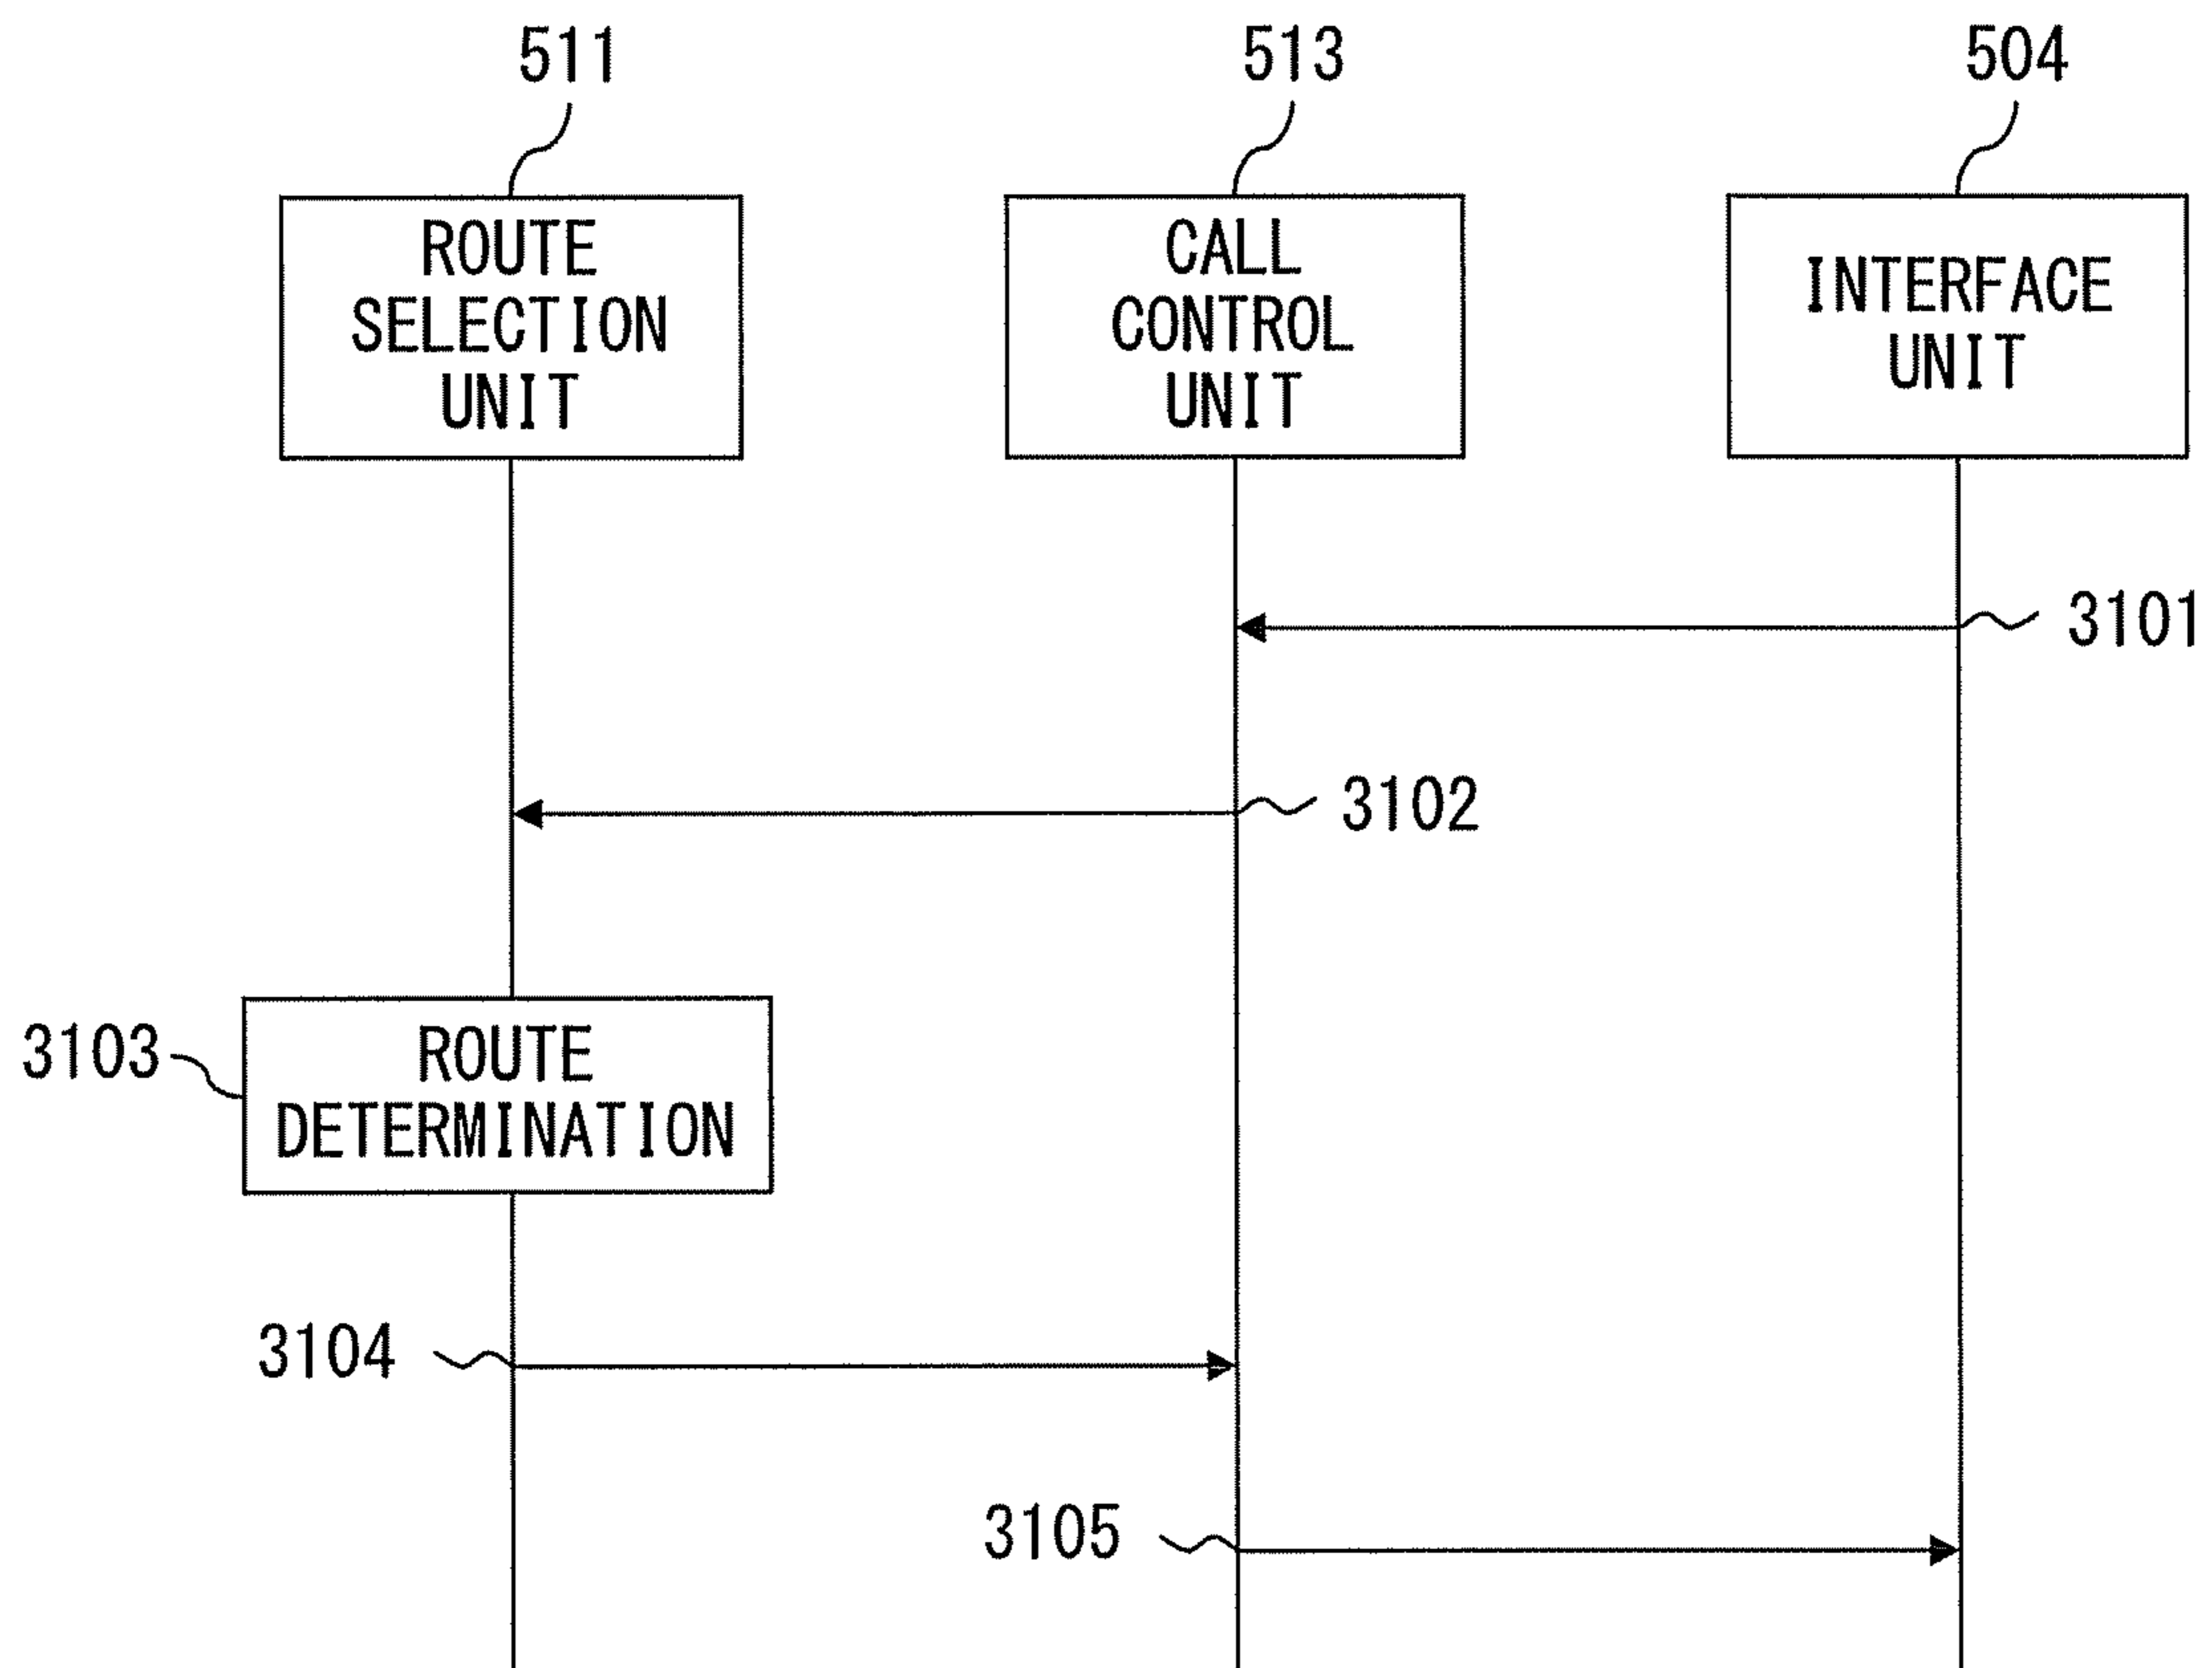 511
513
504
ROUTE
SELECTION
UNIT
CALL
CONTROL
UNIT
INTERFACE
UNIT
3101
3102
3103
ROUTE
DETERMINATION
3104
3105